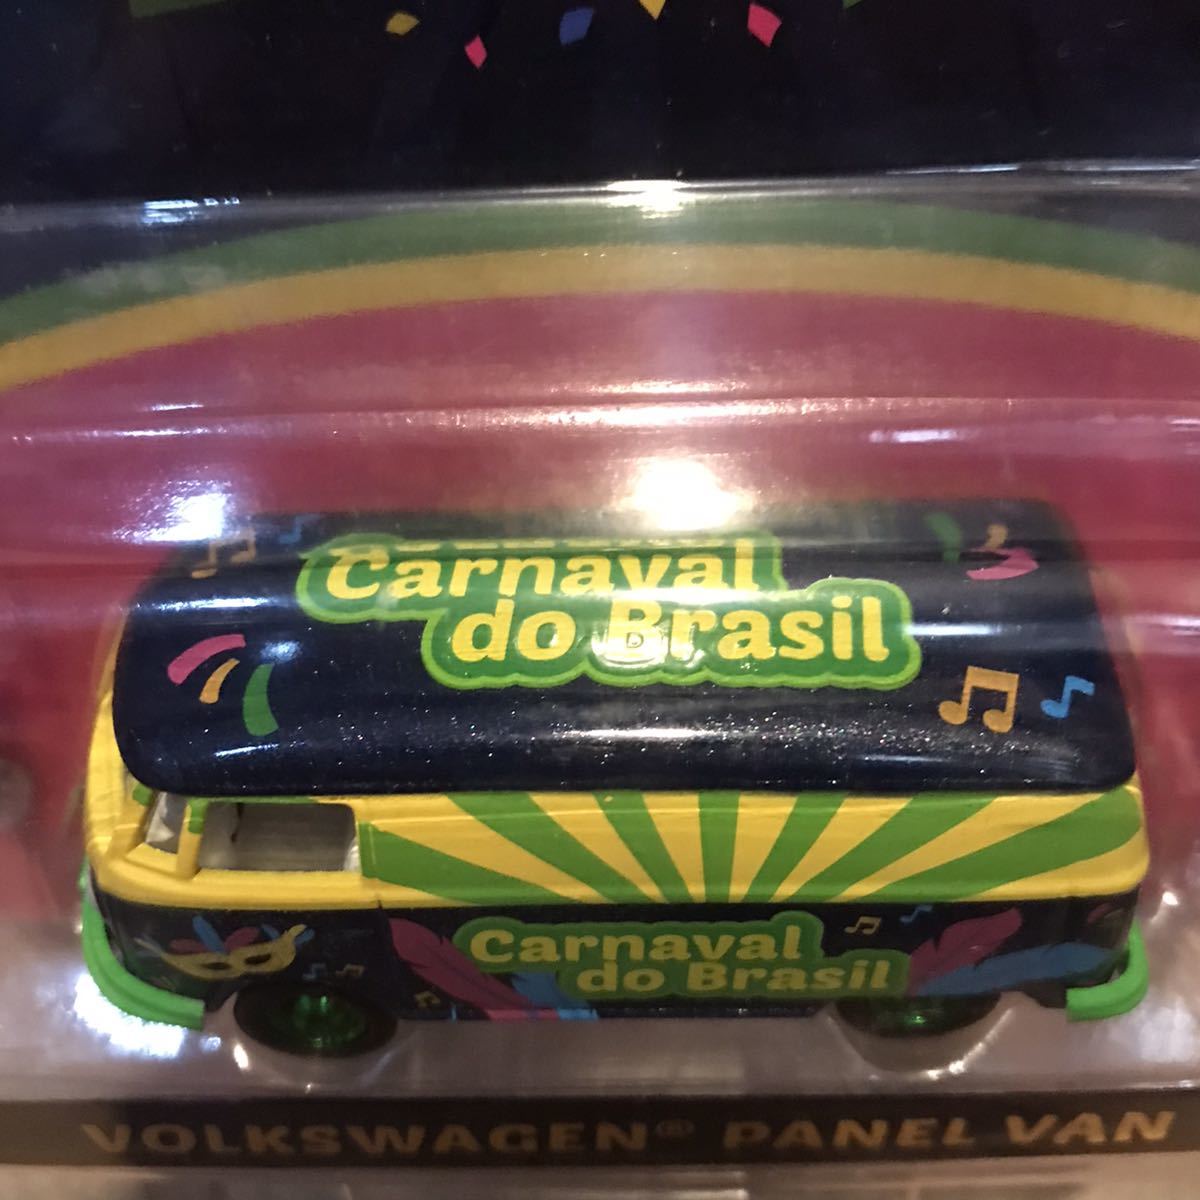 Carnaval
do Brasil
Carnaval
do Brasil
VOLKSWAGEN® PANEL VAN